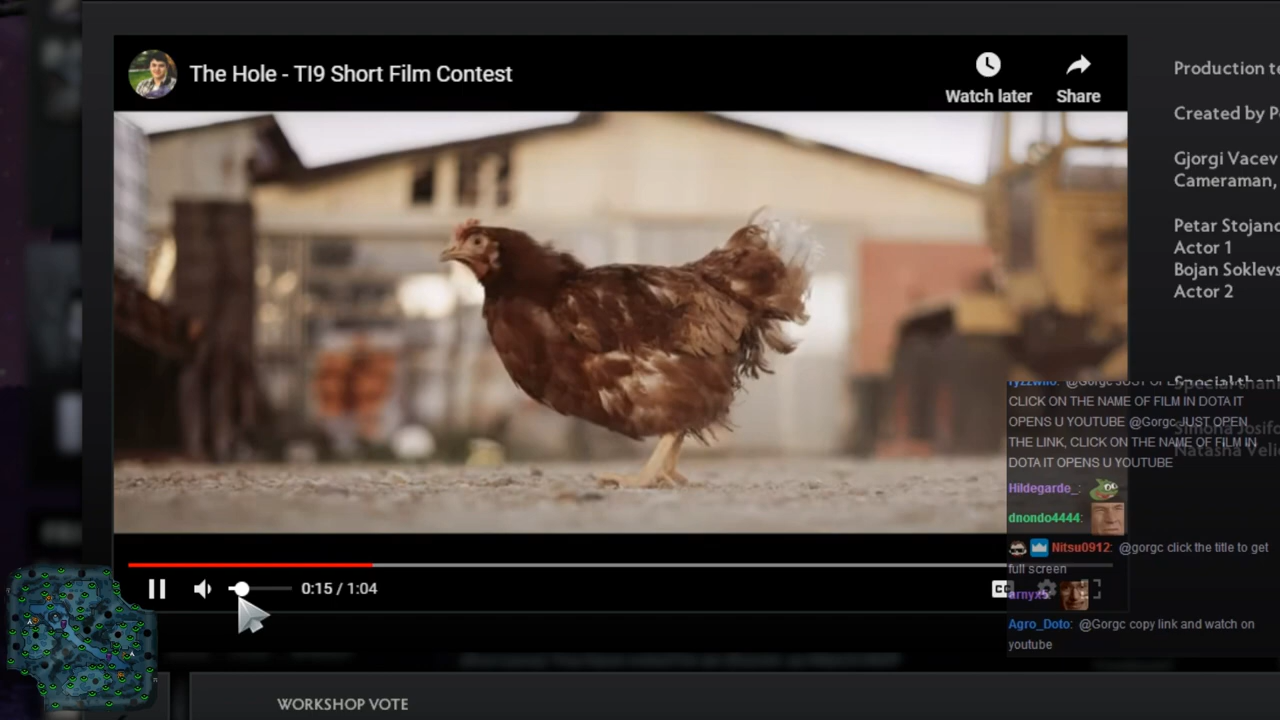 The Hole - TI9 Short Film Contest
Watch later
Share
Production
Created by
Gjorgi Vacev
Cameraman,
Petar
Actor 1
Bojan
Actor 2
CLICK ON THE NAME OF FILM IN DOTA IT
OPENS U YOUTUBE @Gorgc JUST OPEN
THE LINK, CLICK ON THE NAME OF FILM IN
DOTA IT OPENS U YOUTUBE
Hildegarde_:
dnondo4444:
Nitsu0912: @gorgc click the title to get
full screen
Agro_Doto: @Gorgc copy link and watch on
youtube
0:15 / 1:04
CC
WORKSHOP VOTE